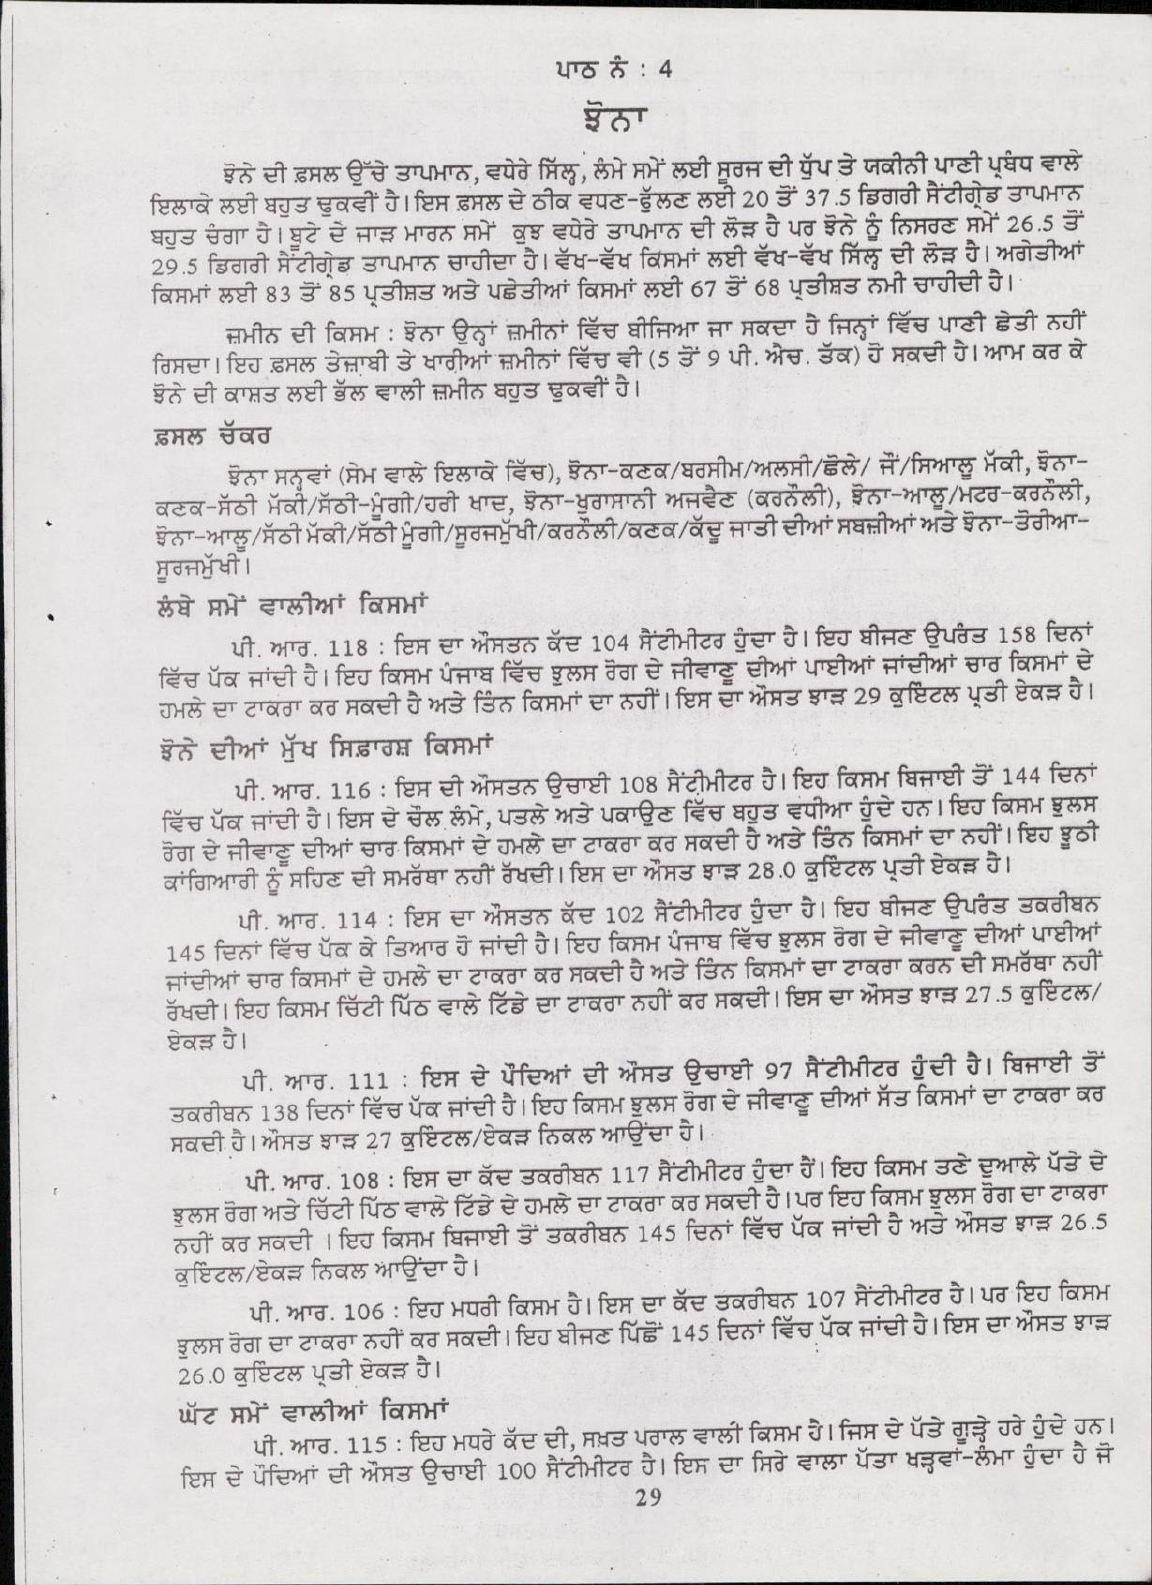 ਪਾਠ ਨੰ : 4
ਝੋਨਾ
ਝੋਨੇ ਦੀ ਫ਼ਸਲ ਉੱਚੇ ਤਾਪਮਾਨ, ਵਧੇਰੇ ਸਿੱਲ੍ਹ, ਲੰਮੇ ਸਮੇਂ ਲਈ ਸੂਰਜ ਦੀ ਧੁੱਪ ਤੇ ਯਕੀਨੀ ਪਾਣੀ ਪ੍ਰਬੰਧ ਵਾਲੇ
ਇਲਾਕੇ ਲਈ ਬਹੁਤ ਢੁਕਵੀਂ ਹੈ। ਇਸ ਫ਼ਸਲ ਦੇ ਠੀਕ ਵਧਣ-ਫੁੱਲਣ ਲਈ 20 ਤੋਂ 37.5 ਡਿਗਰੀ ਸੈਂਟੀਗ੍ਰੇਡ ਤਾਪਮਾਨ
ਬਹੁਤ ਚੰਗਾ ਹੈ। ਬੂਟੇ ਦੇ ਜਾੜ ਮਾਰਨ ਸਮੇਂ ਕੁਝ ਵਧੇਰੇ ਤਾਪਮਾਨ ਦੀ ਲੋੜ ਹੈ ਪਰ ਝੋਨੇ ਨੂੰ ਨਿਸਰਣ ਸਮੇਂ 26.5 ਤੋਂ
29.5 ਡਿਗਰੀ ਸੈਂਟੀਗ੍ਰੇਡ ਤਾਪਮਾਨ ਚਾਹੀਦਾ ਹੈ। ਵੱਖ-ਵੱਖ ਕਿਸਮਾਂ ਲਈ ਵੱਖ-ਵੱਖ ਸਿੱਲ੍ਹ ਦੀ ਲੋੜ ਹੈ। ਅਗੇਤੀਆਂ
ਕਿਸਮਾਂ ਲਈ 83 ਤੋਂ 85 ਪ੍ਰਤੀਸ਼ਤ ਅਤੇ ਪਛੇਤੀਆਂ ਕਿਸਮਾਂ ਲਈ 67 ਤੋਂ 68 ਪ੍ਰਤੀਸ਼ਤ ਨਮੀ ਚਾਹੀਦੀ ਹੈ।
ਜ਼ਮੀਨ ਦੀ ਕਿਸਮ : ਝੋਨਾ ਉਨ੍ਹਾਂ ਜ਼ਮੀਨਾਂ ਵਿੱਚ ਬੀਜਿਆ ਜਾ ਸਕਦਾ ਹੈ ਜਿਨ੍ਹਾਂ ਵਿੱਚ ਪਾਣੀ ਛੇਤੀ ਨਹੀਂ
ਰਿਸਦਾ। ਇਹ ਫ਼ਸਲ ਤੇਜ਼ਾਬੀ ਤੇ ਖਾਰੀਆਂ ਜ਼ਮੀਨਾਂ ਵਿੱਚ ਵੀ (5 ਤੋਂ 9 ਪੀ. ਐਚ. ਤੱਕ) ਹੋ ਸਕਦੀ ਹੈ। ਆਮ ਕਰ ਕੇ
ਝੋਨੇ ਦੀ ਕਾਸ਼ਤ ਲਈ ਭੱਲ ਵਾਲੀ ਜ਼ਮੀਨ ਬਹੁਤ ਢੁਕਵੀਂ ਹੈ।
ਫ਼ਸਲ ਚੱਕਰ
ਝੋਨਾ ਸਨ੍ਹਵਾਂ (ਸੇਮ ਵਾਲੇ ਇਲਾਕੇ ਵਿੱਚ), ਝੋਨਾ-ਕਣਕ/ਬਰਸੀਮ/ਅਲਸੀ/ਛੋਲੇ/ ਜੌਂ/ਸਿਆਲੂ ਮੱਕੀ, ਝੋਨਾ-
ਕਣਕ-ਸੱਠੀ ਮੱਕੀ/ਸੱਠੀ-ਮੂੰਗੀ/ਹਰੀ ਖਾਦ, ਝੋਨਾ-ਖੁਰਾਸਾਨੀ ਅਜਵੈਣ (ਕਰਨੌਲੀ), ਝੋਨਾ-ਆਲੂ/ਮਟਰ-ਕਰਨੌਲੀ,
ਝੋਨਾ-ਆਲੂ/ਸੱਠੀ ਮੱਕੀ/ਸੱਠੀ ਮੂੰਗੀ/ਸੂਰਜਮੁੱਖੀ/ਕਰਨੌਲੀ/ਕਣਕ/ਕੱਦੂ ਜਾਤੀ ਦੀਆਂ ਸਬਜ਼ੀਆਂ ਅਤੇ ਝੋਨਾ-ਤੋਰੀਆ-
ਸੂਰਜਮੁੱਖੀ।
ਲੰਬੇ ਸਮੇਂ ਵਾਲੀਆਂ ਕਿਸਮਾਂ
ਪੀ. ਆਰ. 118 : ਇਸ ਦਾ ਔਸਤਨ ਕੱਦ 104 ਸੈਂਟੀਮੀਟਰ ਹੁੰਦਾ ਹੈ। ਇਹ ਬੀਜਣ ਉਪਰੰਤ 158 ਦਿਨਾਂ
ਵਿੱਚ ਪੱਕ ਜਾਂਦੀ ਹੈ। ਇਹ ਕਿਸਮ ਪੰਜਾਬ ਵਿੱਚ ਝੁਲਸ ਰੋਗ ਦੇ ਜੀਵਾਣੂ ਦੀਆਂ ਪਾਈਆਂ ਜਾਂਦੀਆਂ ਚਾਰ ਕਿਸਮਾਂ ਦੇ
ਹਮਲੇ ਦਾ ਟਾਕਰਾ ਕਰ ਸਕਦੀ ਹੈ ਅਤੇ ਤਿੰਨ ਕਿਸਮਾਂ ਦਾ ਨਹੀਂ। ਇਸ ਦਾ ਔਸਤ ਝਾੜ 29 ਕੁਇੰਟਲ ਪ੍ਰਤੀ ਏਕੜ ਹੈ।
ਝੋਨੇ ਦੀਆਂ ਮੁੱਖ ਸਿਫ਼ਾਰਸ਼ ਕਿਸਮਾਂ
ਪੀ. ਆਰ. 116 : ਇਸ ਦੀ ਔਸਤਨ ਉਚਾਈ 108 ਸੈਂਟੀਮੀਟਰ ਹੈ। ਇਹ ਕਿਸਮ ਬਿਜਾਈ ਤੋਂ 144 ਦਿਨਾਂ
ਵਿੱਚ ਪੱਕ ਜਾਂਦੀ ਹੈ। ਇਸ ਦੇ ਚੌਲ ਲੰਮੇ, ਪਤਲੇ ਅਤੇ ਪਕਾਉਣ ਵਿੱਚ ਬਹੁਤ ਵਧੀਆ ਹੁੰਦੇ ਹਨ। ਇਹ ਕਿਸਮ ਝੁਲਸ
ਰੋਗ ਦੇ ਜੀਵਾਣੂ ਦੀਆਂ ਚਾਰ ਕਿਸਮਾਂ ਦੇ ਹਮਲੇ ਦਾ ਟਾਕਰਾ ਕਰ ਸਕਦੀ ਹੈ ਅਤੇ ਤਿੰਨ ਕਿਸਮਾਂ ਦਾ ਨਹੀਂ। ਇਹ ਝੂਠੀ
ਕਾਂਗਿਆਰੀ ਨੂੰ ਸਹਿਣ ਦੀ ਸਮਰੱਥਾ ਨਹੀਂ ਰੱਖਦੀ। ਇਸ ਦਾ ਔਸਤ ਝਾੜ 28.0 ਕੁਇੰਟਲ ਪ੍ਰਤੀ ਏਕੜ ਹੈ।
ਪੀ. ਆਰ. 114 : ਇਸ ਦਾ ਔਸਤਨ ਕੱਦ 102 ਸੈਂਟੀਮੀਟਰ ਹੁੰਦਾ ਹੈ। ਇਹ ਬੀਜਣ ਉਪਰੰਤ ਤਕਰੀਬਨ
145 ਦਿਨਾਂ ਵਿੱਚ ਪੱਕ ਕੇ ਤਿਆਰ ਹੋ ਜਾਂਦੀ ਹੈ। ਇਹ ਕਿਸਮ ਪੰਜਾਬ ਵਿੱਚ ਝੁਲਸ ਰੋਗ ਦੇ ਜੀਵਾਣੂ ਦੀਆਂ ਪਾਈਆਂ
ਜਾਂਦੀਆਂ ਚਾਰ ਕਿਸਮਾਂ ਦੇ ਹਮਲੇ ਦਾ ਟਾਕਰਾ ਕਰ ਸਕਦੀ ਹੈ ਅਤੇ ਤਿੰਨ ਕਿਸਮਾਂ ਦਾ ਟਾਕਰਾ ਕਰਨ ਦੀ ਸਮਰੱਥਾ ਨਹੀਂ
ਰੱਖਦੀ। ਇਹ ਕਿਸਮ ਚਿੱਟੀ ਪਿੱਠ ਵਾਲੇ ਟਿੱਡੇ ਦਾ ਟਾਕਰਾ ਨਹੀਂ ਕਰ ਸਕਦੀ। ਇਸ ਦਾ ਔਸਤ ਝਾੜ 27.5 ਕੁਇੰਟਲ/
ਏਕੜ ਹੈ।
ਪੀ. ਆਰ. 111 : ਇਸ ਦੇ ਪੌਦਿਆਂ ਦੀ ਔਸਤ ਉਚਾਈ 97 ਸੈਂਟੀਮੀਟਰ ਹੁੰਦੀ ਹੈ। ਬਿਜਾਈ ਤੋਂ
ਤਕਰੀਬਨ 138 ਦਿਨਾਂ ਵਿੱਚ ਪੱਕ ਜਾਂਦੀ ਹੈ। ਇਹ ਕਿਸਮ ਝੁਲਸ ਰੋਗ ਦੇ ਜੀਵਾਣੂ ਦੀਆਂ ਸੱਤ ਕਿਸਮਾਂ ਦਾ ਟਾਕਰਾ ਕਰ
ਸਕਦੀ ਹੈ। ਔਸਤ ਝਾੜ 27 ਕੁਇੰਟਲ/ਏਕੜ ਨਿਕਲ ਆਉਂਦਾ ਹੈ।
ਪੀ. ਆਰ. 108 : ਇਸ ਦਾ ਕੱਦ ਤਕਰੀਬਨ 117 ਸੈਂਟੀਮੀਟਰ ਹੁੰਦਾ ਹੈ। ਇਹ ਕਿਸਮ ਤਣੇ ਦੁਆਲੇ ਪੱਤੇ ਦੇ
ਝੁਲਸ ਰੋਗ ਅਤੇ ਚਿੱਟੀ ਪਿੱਠ ਵਾਲੇ ਟਿੱਡੇ ਦੇ ਹਮਲੇ ਦਾ ਟਾਕਰਾ ਕਰ ਸਕਦੀ ਹੈ। ਪਰ ਇਹ ਕਿਸਮ ਝੁਲਸ ਰੋਗ ਦਾ ਟਾਕਰਾ
ਨਹੀਂ ਕਰ ਸਕਦੀ । ਇਹ ਕਿਸਮ ਬਿਜਾਈ ਤੋਂ ਤਕਰੀਬਨ 145 ਦਿਨਾਂ ਵਿੱਚ ਪੱਕ ਜਾਂਦੀ ਹੈ ਅਤੇ ਔਸਤ ਝਾੜ 26.5
ਕੁਇੰਟਲ/ਏਕੜ ਨਿਕਲ ਆਉਂਦਾ ਹੈ।
ਪੀ. ਆਰ. 106 : ਇਹ ਮਧਰੀ ਕਿਸਮ ਹੈ। ਇਸ ਦਾ ਕੱਦ ਤਕਰੀਬਨ 107 ਸੈਂਟੀਮੀਟਰ ਹੈ। ਪਰ ਇਹ ਕਿਸਮ
ਝੁਲਸ ਰੋਗ ਦਾ ਟਾਕਰਾ ਨਹੀਂ ਕਰ ਸਕਦੀ। ਇਹ ਬੀਜਣ ਪਿੱਛੋਂ 145 ਦਿਨਾਂ ਵਿੱਚ ਪੱਕ ਜਾਂਦੀ ਹੈ। ਇਸ ਦਾ ਔਸਤ ਝਾੜ
26.0 ਕੁਇੰਟਲ ਪ੍ਰਤੀ ਏਕੜ ਹੈ।
ਘੱਟ ਸਮੇਂ ਵਾਲੀਆਂ ਕਿਸਮਾਂ
ਪੀ. ਆਰ. 115 : ਇਹ ਮਧਰੇ ਕੱਦ ਦੀ, ਸਖ਼ਤ ਪਰਾਲ ਵਾਲੀ ਕਿਸਮ ਹੈ। ਜਿਸ ਦੇ ਪੱਤੇ ਗੂੜ੍ਹੇ ਹਰੇ ਹੁੰਦੇ ਹਨ।
ਇਸ ਦੇ ਪੌਦਿਆਂ ਦੀ ਔਸਤ ਉਚਾਈ 100 ਸੈਂਟੀਮੀਟਰ ਹੈ। ਇਸ ਦਾ ਸਿਰੇ ਵਾਲਾ ਪੱਤਾ ਖੜ੍ਹਵਾਂ-ਲੰਮਾ ਹੁੰਦਾ ਹੈ ਜੋ
29